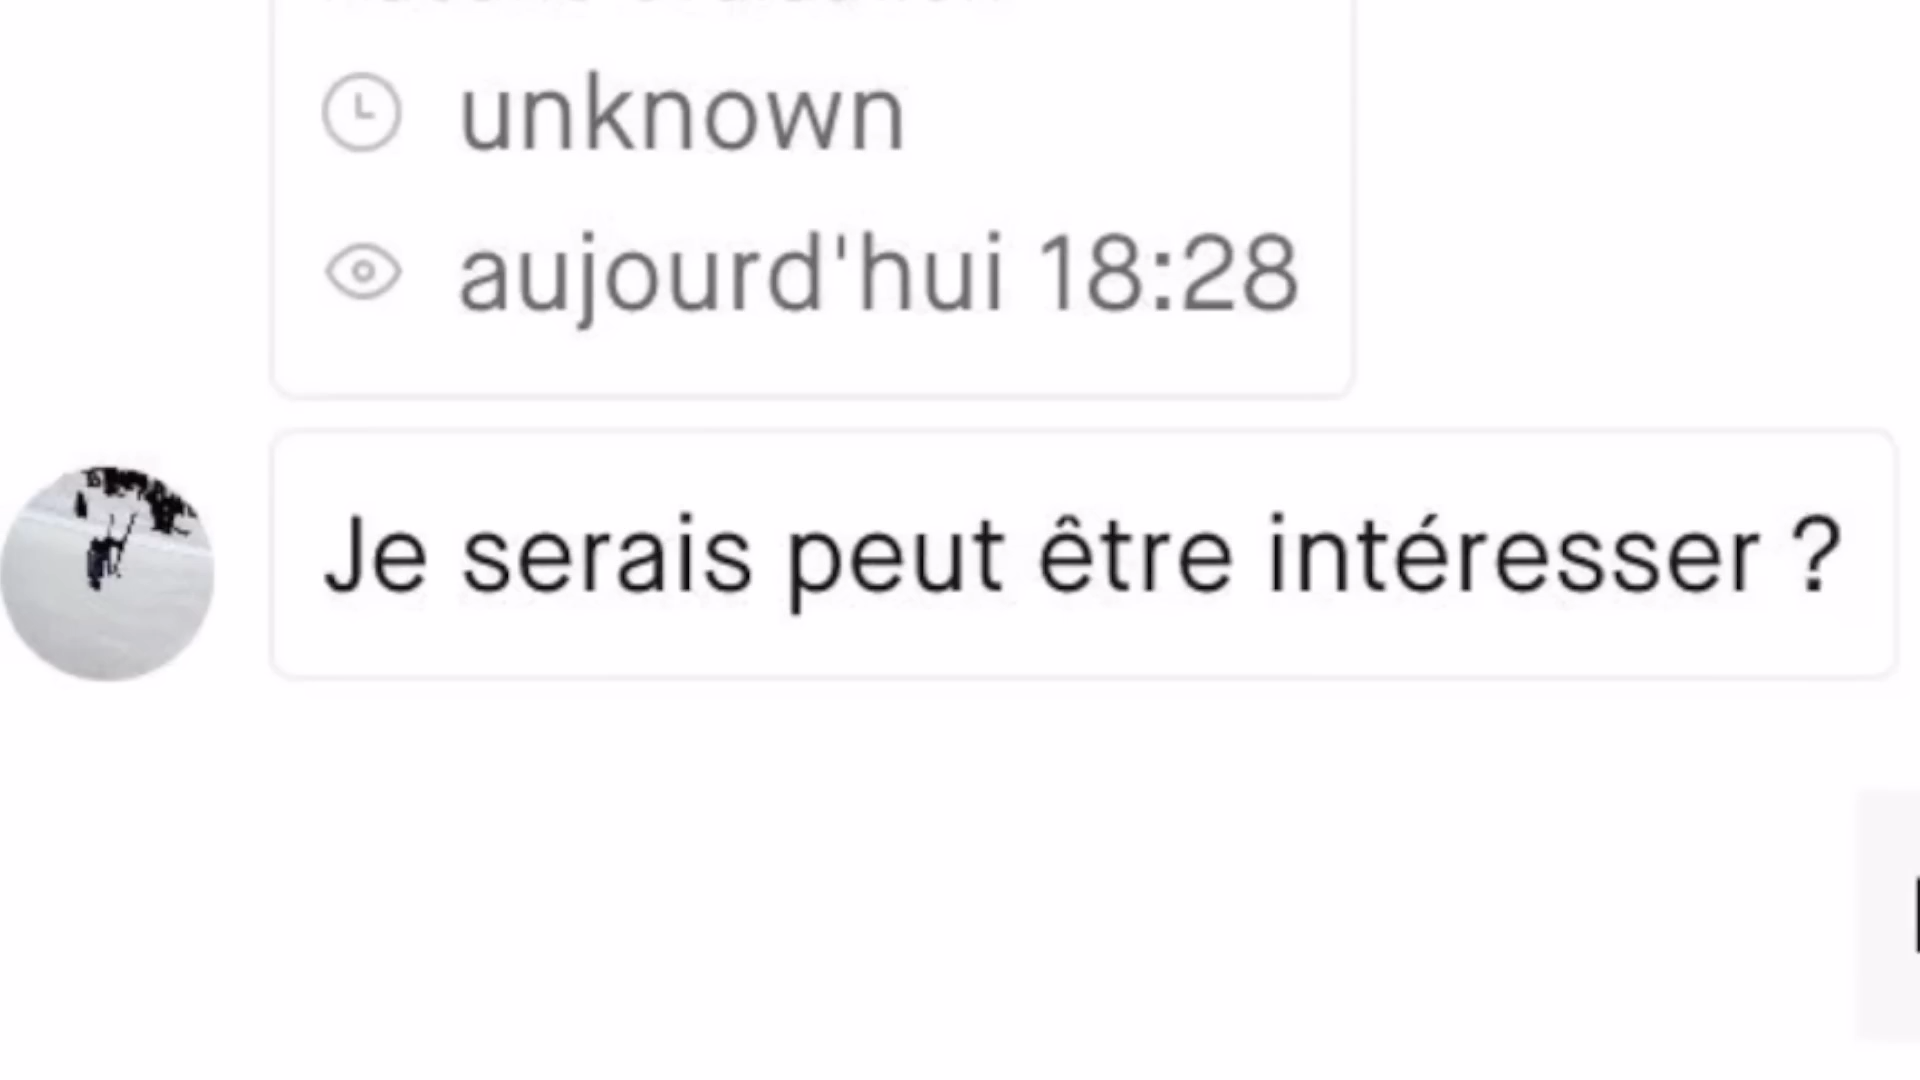 unknown
aujourd'hui 18:28
Je serais peut être intéresser ?